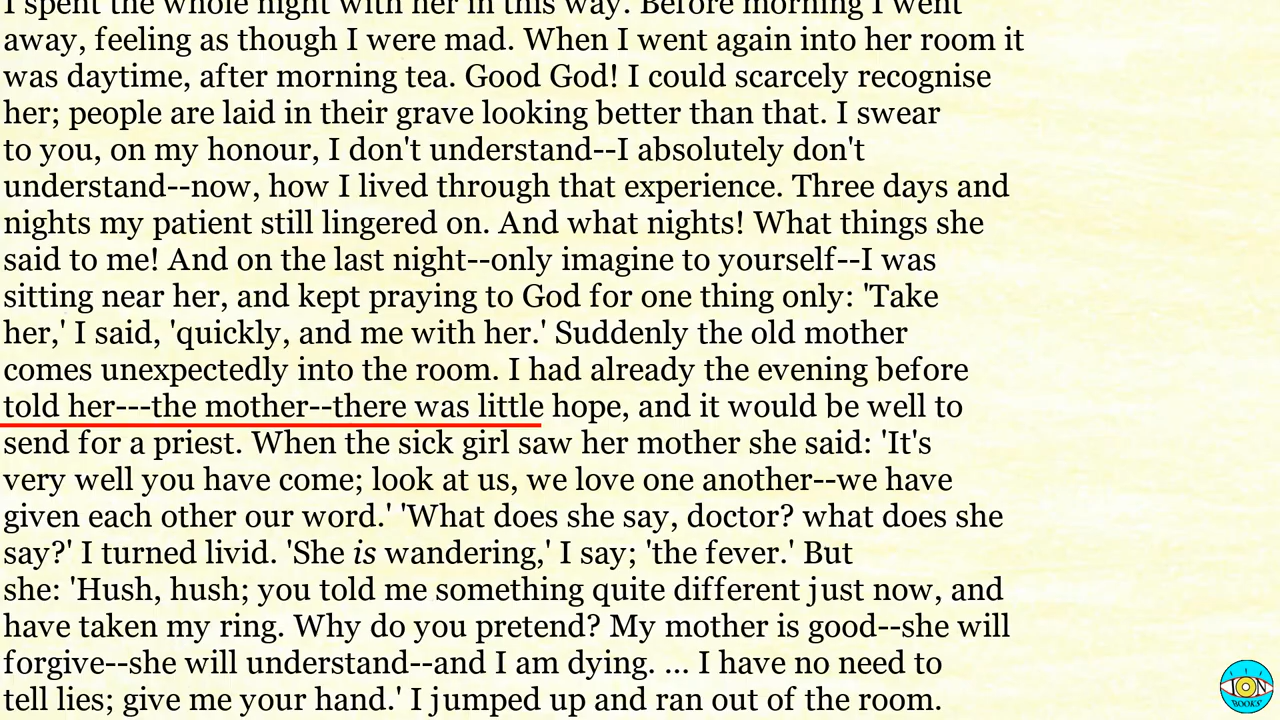 I spent the whole night with her in this way. Before morning I went
away, feeling as though I were mad. When I went again into her room it
was daytime, after morning tea. Good God! I could scarcely recognise
her; people are laid in their grave looking better than that. I swear
to you, on my honour, I don't understand--I absolutely don't
understand--now, how I lived through that experience. Three days and
nights my patient still lingered on. And what nights! What things she
said to me! And on the last night--only imagine to yourself--I was
sitting near her, and kept praying to God for one thing only: 'Take
her,' I said, 'quickly, and me with her.' Suddenly the old mother
comes unexpectedly into the room. I had already the evening before
told her---the mother--there was little hope, and it would be well to
send for a priest. When the sick girl saw her mother she said: 'It's
very well you have come; look at us, we love one another--we have
given each other our word.' 'What does she say, doctor? what does she
say?' I turned livid. 'She is wandering,' I say; 'the fever.' But
she: 'Hush, hush; you told me something quite different just now, and
have taken my ring. Why do you pretend? My mother is good--she will
forgive--she will understand--and I am dying. ... I have no need to
tell lies; give me your hand.' I jumped up and ran out of the room.
ION
BOOKS